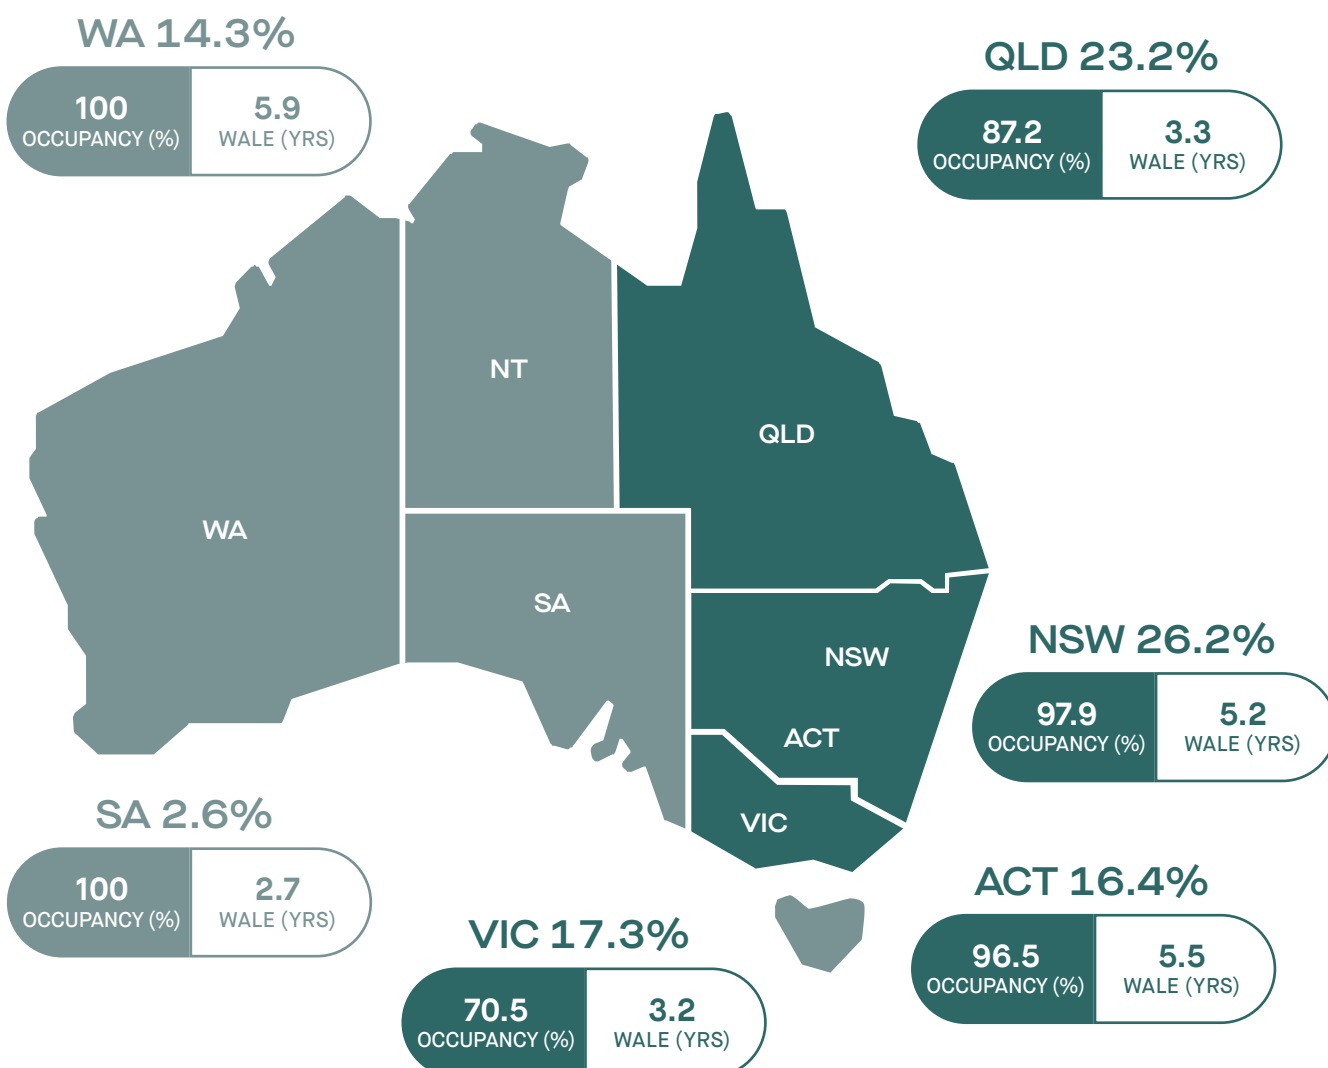 WA 14.3%
100
OCCUPANCY (%)
5.9
WALE (YRS)
QLD 23.2%
87.2
OCCUPANCY (%)
3.3
WALE (YRS)
NT
QLD
WA
SA
NSW
ACT
VIC
NSW 26.2%
97.9
OCCUPANCY (%)
5.2
WALE (YRS)
SA 2.6%
100
OCCUPANCY (%)
2.7
WALE (YRS)
VIC 17.3%
70.5
OCCUPANCY (%)
3.2
WALE (YRS)
ACT 16.4%
96.5
OCCUPANCY (%)
5.5
WALE (YRS)